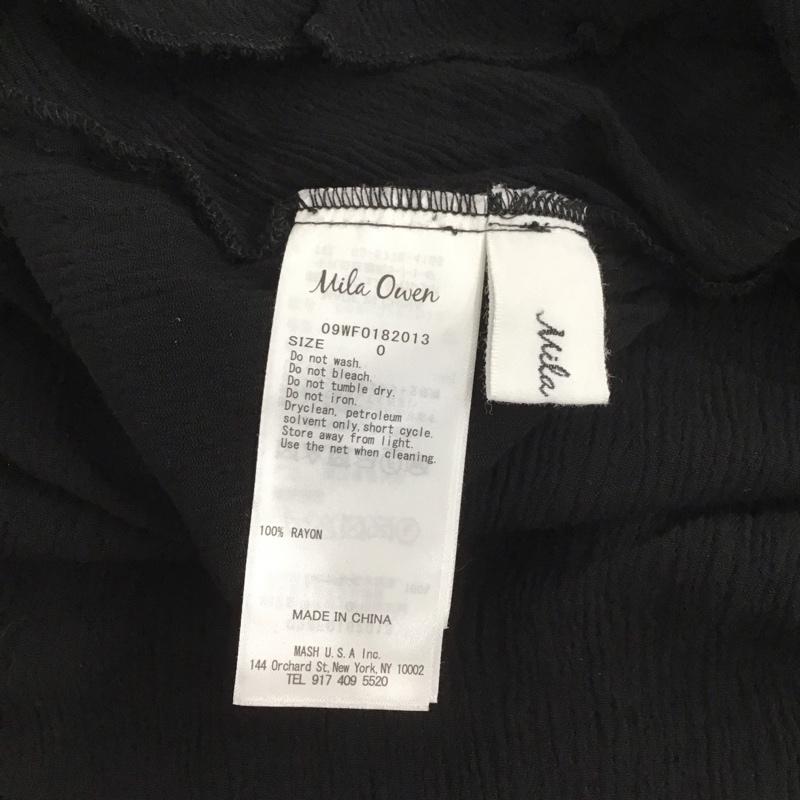 Mila Owen
09WF0182013
SIZE 0
Do not wash.
Do not bleach.
Do not tumble dry.
Do not iron.
Dryclean, petroleum
solvent only,short cycle.
Store away from light.
Use the net when cleaning.
100% RAYON
MADE IN CHINA
MASH U.S.A Inc.
144 Orchard St,New York,NY 10002
TEL 917 409 5520
Mila